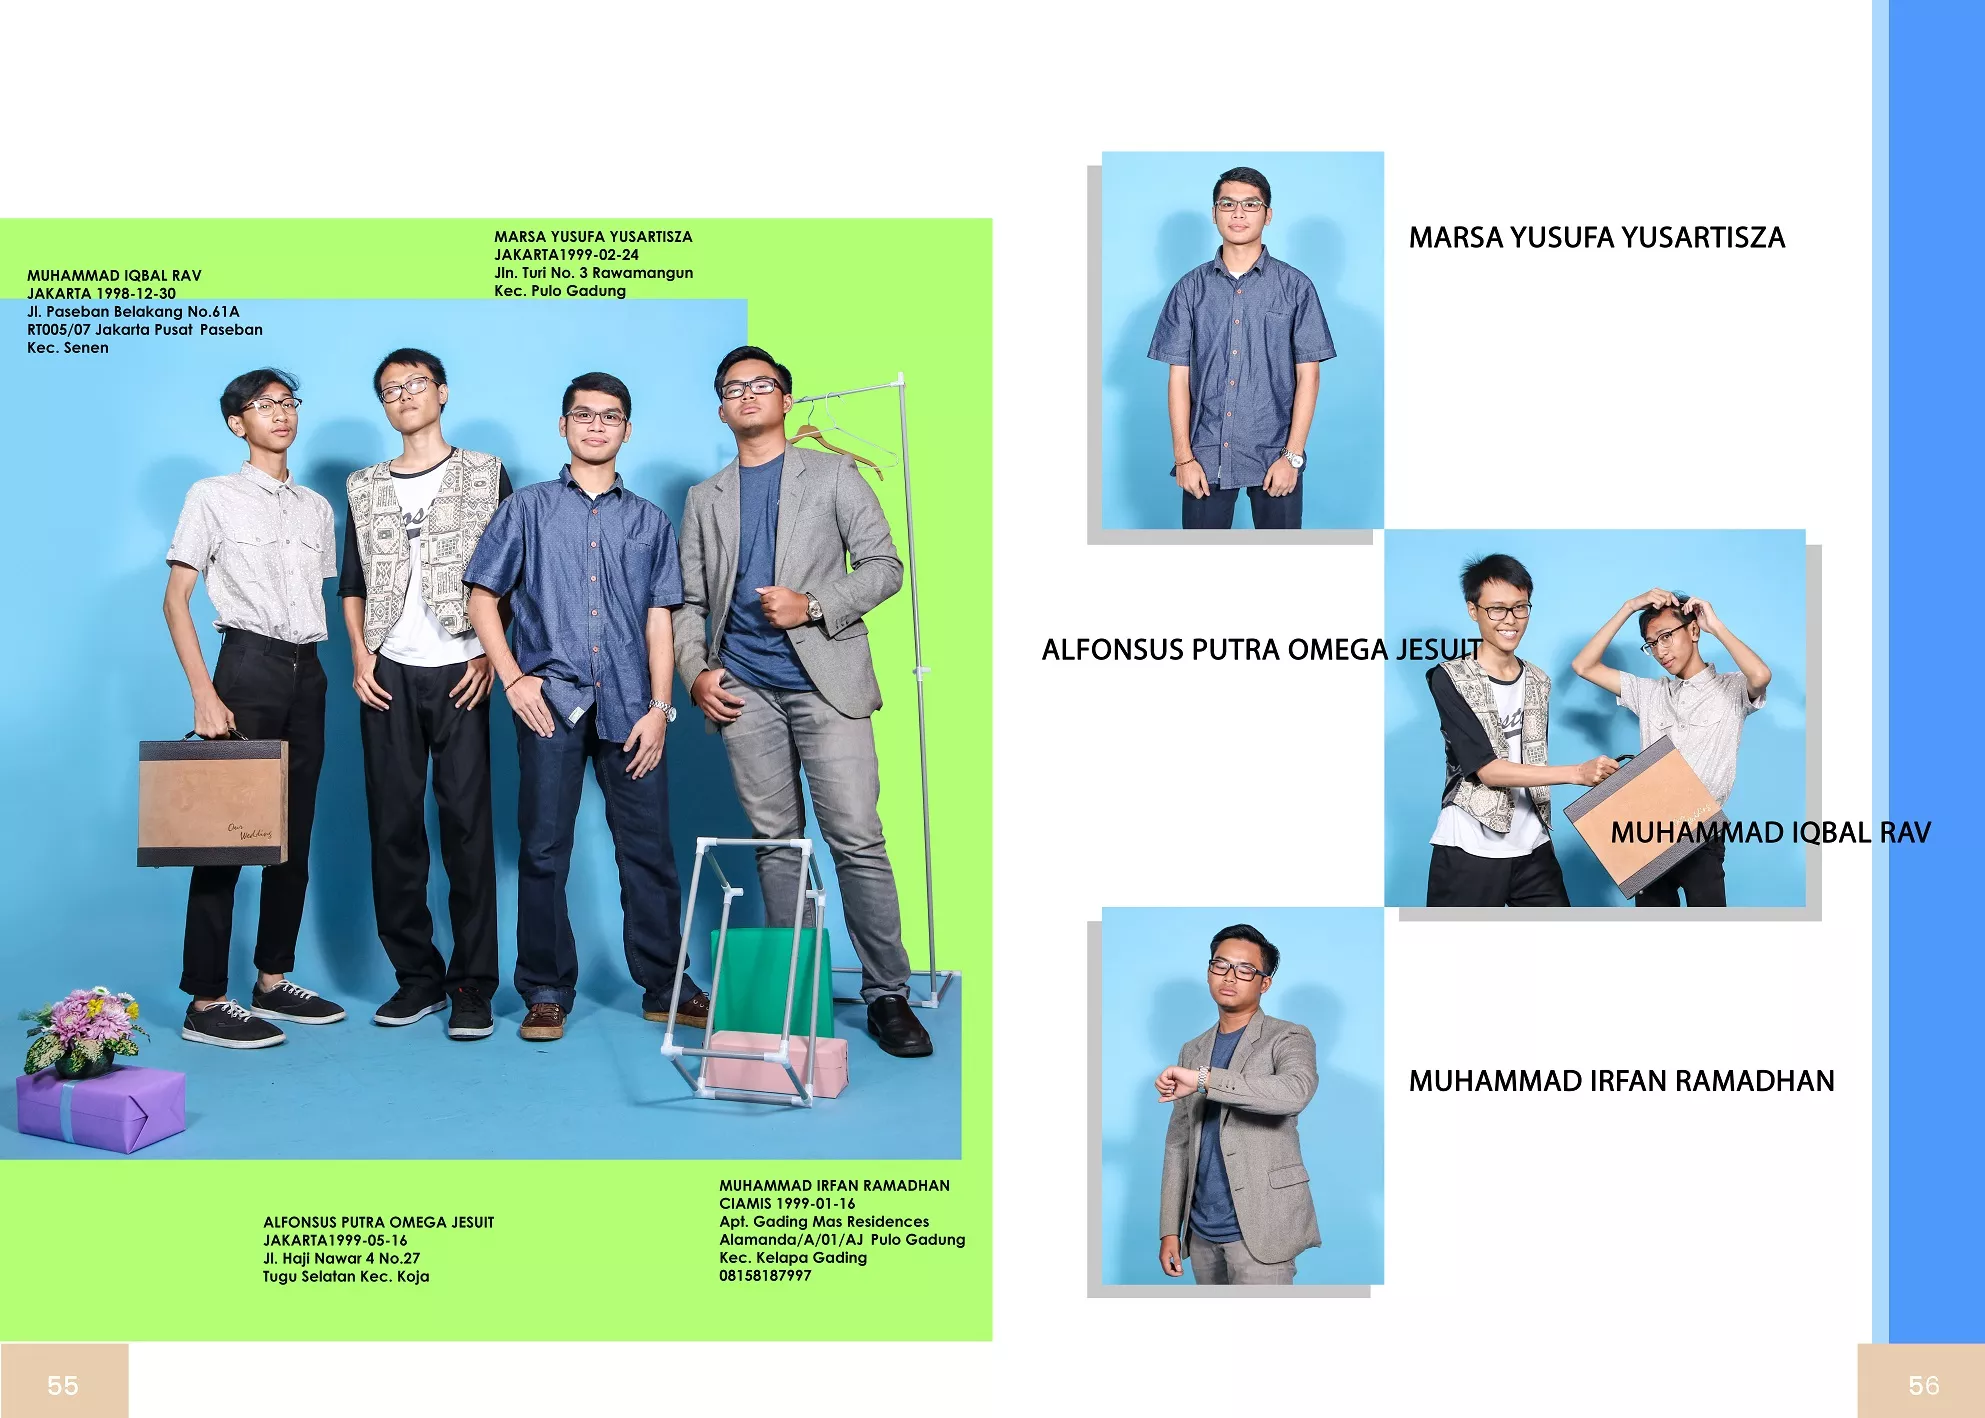 MUHAMMAD IQBAL RAV
JAKARTA 1998-12-30
Jl. Paseban Belakang No.61A
RT005/07 Jakarta Pusat Paseban
Kec. Senen
MARSA YUSUFA YUSARTISZA
JAKARTA1999-02-24
Jln. Turi No. 3 Rawamangun
Kec. Pulo Gadung
Our
Wedding
ALFONSUS PUTRA OMEGA JESUIT
JAKARTA1999-05-16
Jl. Haji Nawar 4 No.27
Tugu Selatan Kec. Koja
MUHAMMAD IRFAN RAMADHAN
CIAMIS 1999-01-16
Apt. Gading Mas Residences
Alamanda/A/01/AJ Pulo Gadung
Kec. Kelapa Gading
08158187997
55
MARSA YUSUFA YUSARTISZA
ALFONSUS PUTRA OMEGA JESUIT
MUHAMMAD IQBAL RAV
MUHAMMAD IRFAN RAMADHAN
56